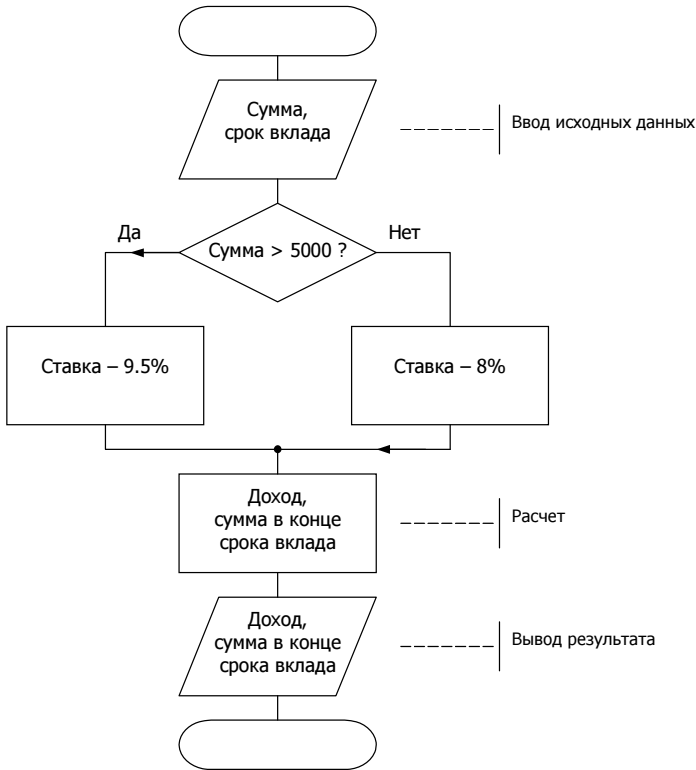 Сумма,
срок вклада
Ввод исходных данных
Да
Сумма > 5000 ?
Нет
Ставка – 9.5%
Ставка – 8%
Доход,
сумма в конце
срока вклада
Расчет
Доход,
сумма в конце
срока вклада
Вывод результата